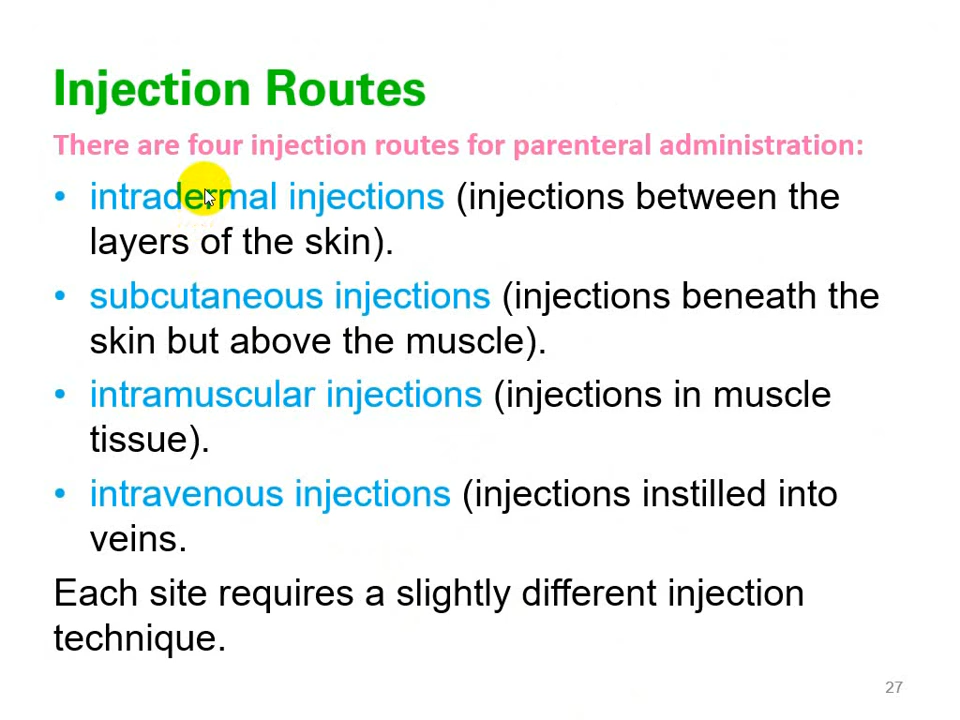 Injection Routes
There are four injection routes for parenteral administration:
• intradermal injections (injections between the
layers of the skin).
• subcutaneous injections (injections beneath the
skin but above the muscle).
• intramuscular injections (injections in muscle
tissue).
• intravenous injections (injections instilled into
veins.
Each site requires a slightly different injection
technique.
27